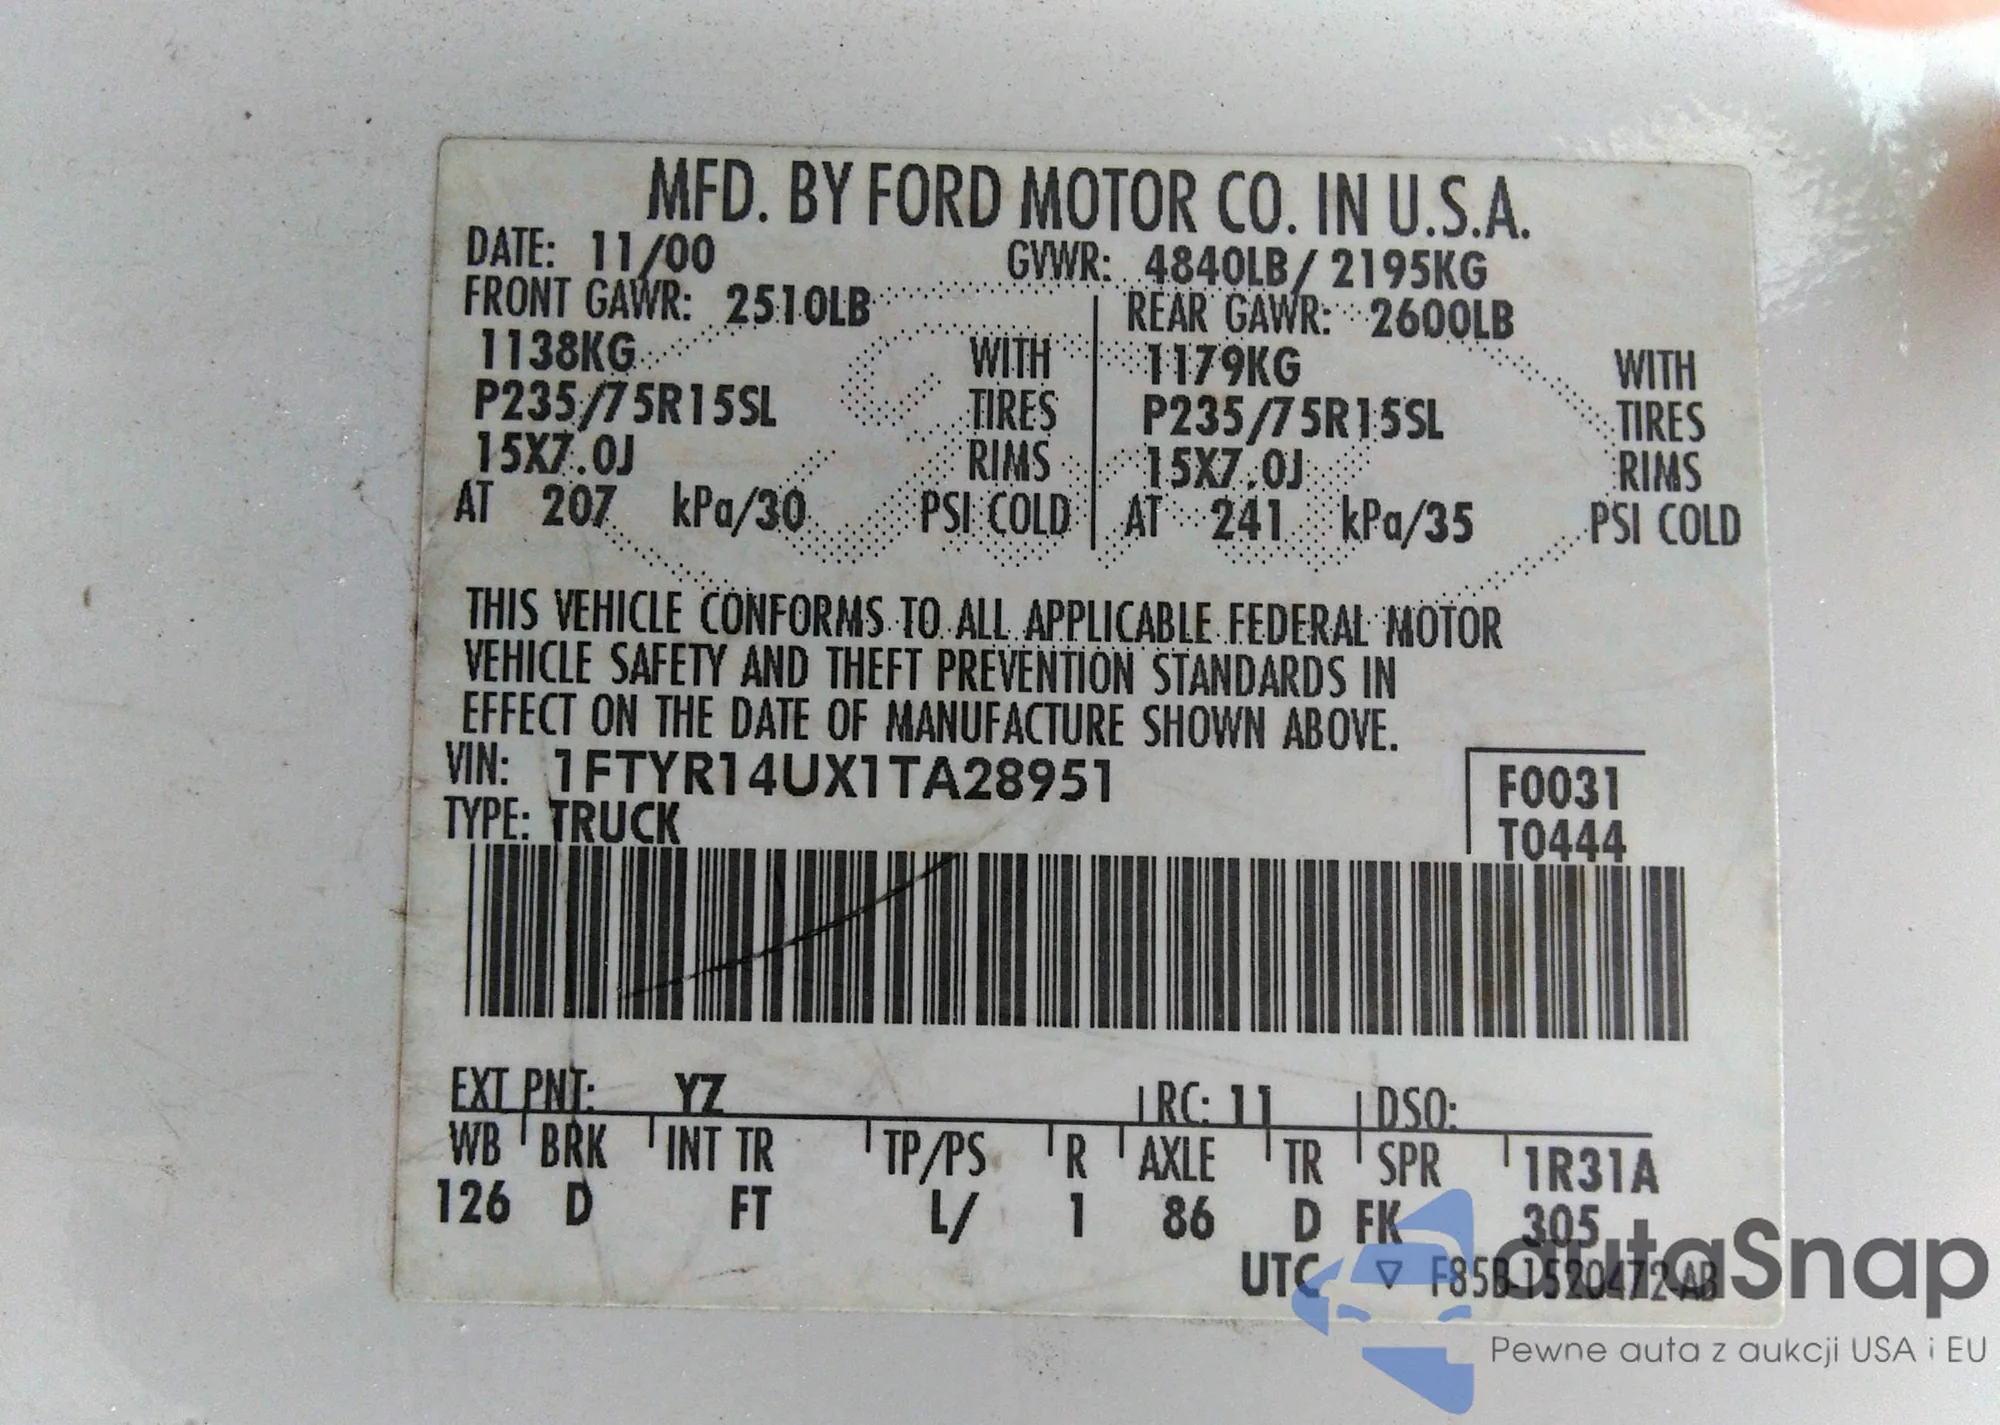 MFD. BY FORD MOTOR CO. IN U.S.A.
DATE: 11/00 GVWR: 4840LB/ 2195KG
FRONT GAWR: 2510LB REAR GAWR: 2600LB
1138KG WITH 1179KG WITH
P235/75R15SL TIRES P235/75R15SL TIRES
15X7.0J RIMS 15X7.0J RIMS
AT 207 kPa/30 PSI COLD AT 241 kPa/35 PSI COLD
THIS VEHICLE CONFORMS TO ALL APPLICABLE FEDERAL MOTOR
VEHICLE SAFETY AND THEFT PREVENTION STANDARDS IN
EFFECT ON THE DATE OF MANUFACTURE SHOWN ABOVE.
VIN: 1FTYR14UX1TA28951 F0031
TYPE: TRUCK T0444
EXT PNT: YZ RC: 11 DSO:
WB BRK INT TR TP/PS R AXLE TR SPR 1R31A
126 D FT L/ 1 86 D FK 305
UTC ▽ F85B-1520472-AB
autaSnap
Pewne auta z aukcji USA i EU